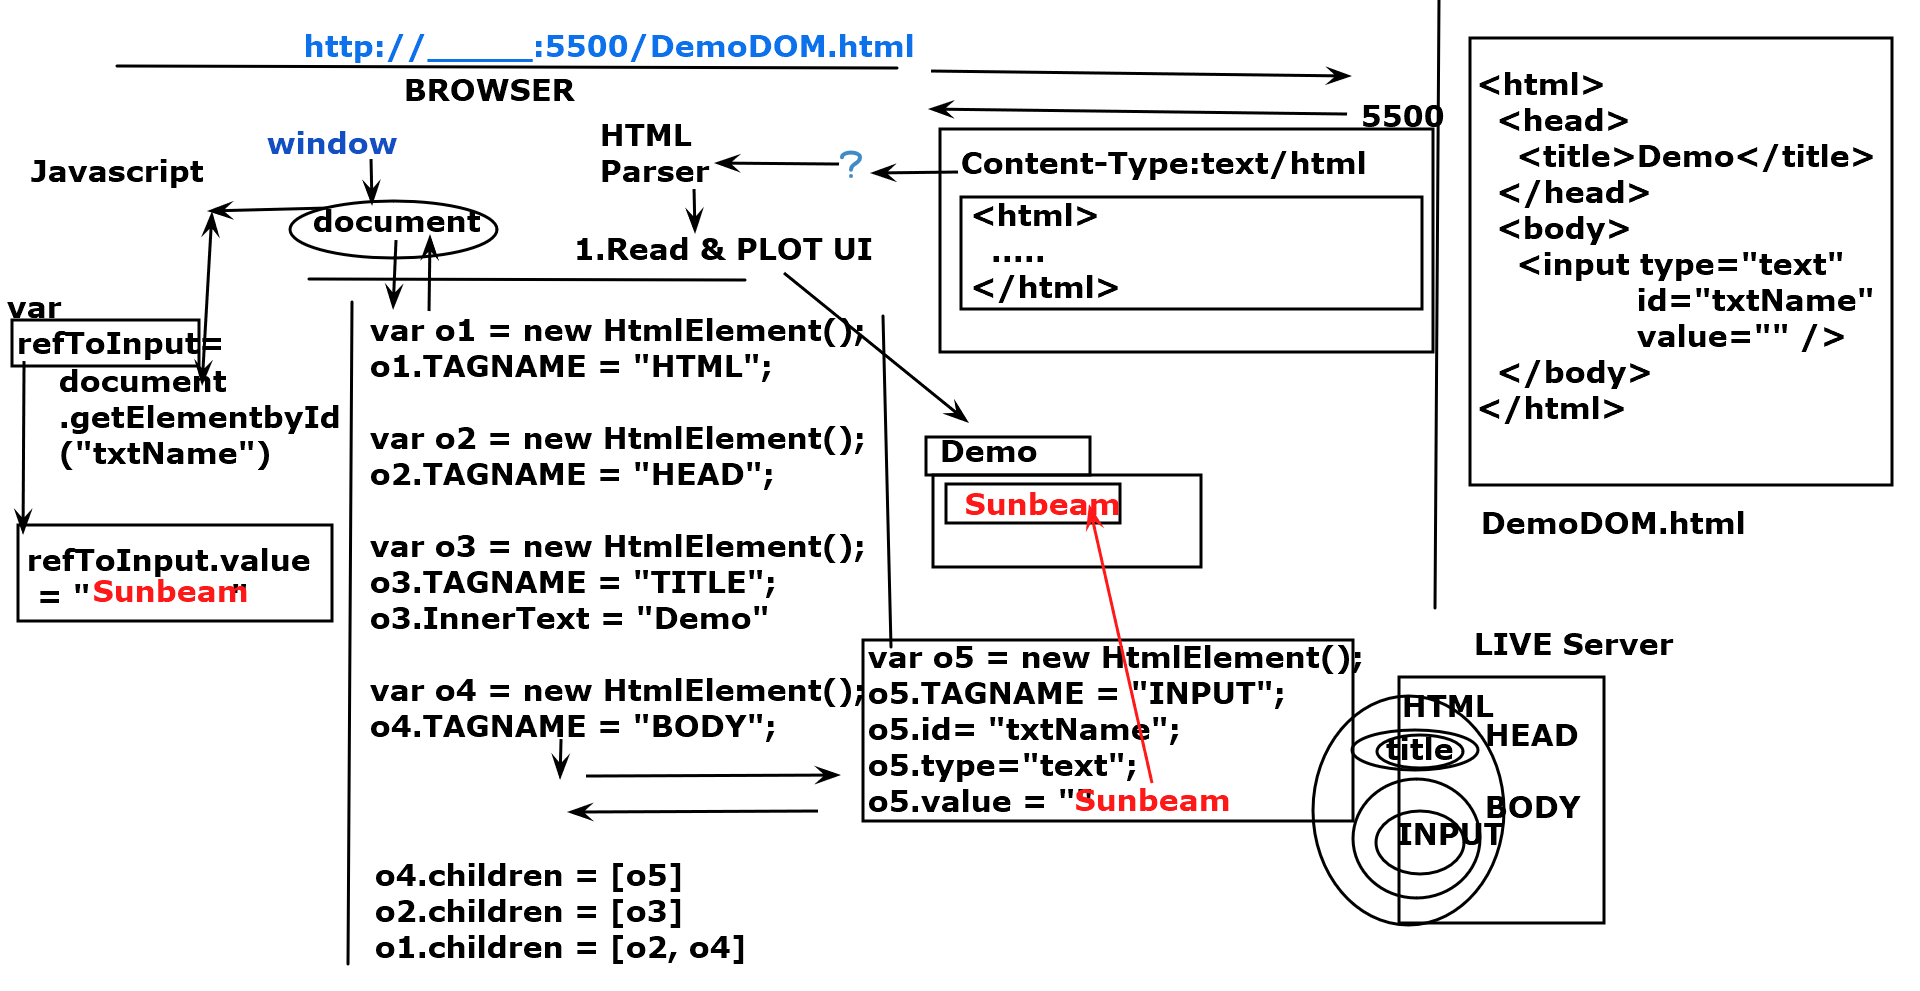 http://______:5500/DemoDOM.html
BROWSER
window
Javascript
document
HTML
Parser
?
1.Read & PLOT UI
5500
Content-Type:text/html
<html>
.....
</html>
<html>
<head>
<title>Demo</title>
</head>
<body>
<input type="text"
id="txtName"
value="" />
</body>
</html>
DemoDOM.html
LIVE Server
var
refToInput=
document
.getElementbyId
("txtName")
refToInput.value
= "Sunbeam"
var o1 = new HtmlElement();
o1.TAGNAME = "HTML";
var o2 = new HtmlElement();
o2.TAGNAME = "HEAD";
var o3 = new HtmlElement();
o3.TAGNAME = "TITLE";
o3.InnerText = "Demo"
var o4 = new HtmlElement();
o4.TAGNAME = "BODY";
o4.children = [o5]
o2.children = [o3]
o1.children = [o2, o4]
Demo
Sunbeam
var o5 = new HtmlElement();
o5.TAGNAME = "INPUT";
o5.id= "txtName";
o5.type="text";
o5.value = ""
Sunbeam
HTML
HEAD
title
BODY
INPUT